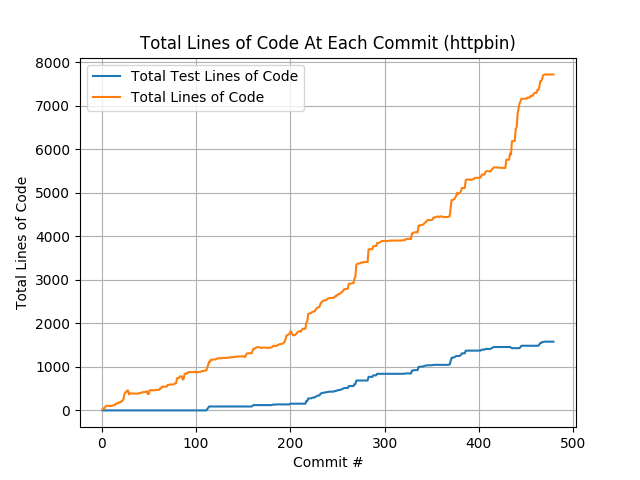 Total Lines of Code At Each Commit (httpbin)
Total Test Lines of Code
Total Lines of Code
8000
7000
6000
5000
4000
3000
2000
1000
0
Total Lines of Code
0 100 200 300 400 500
Commit #